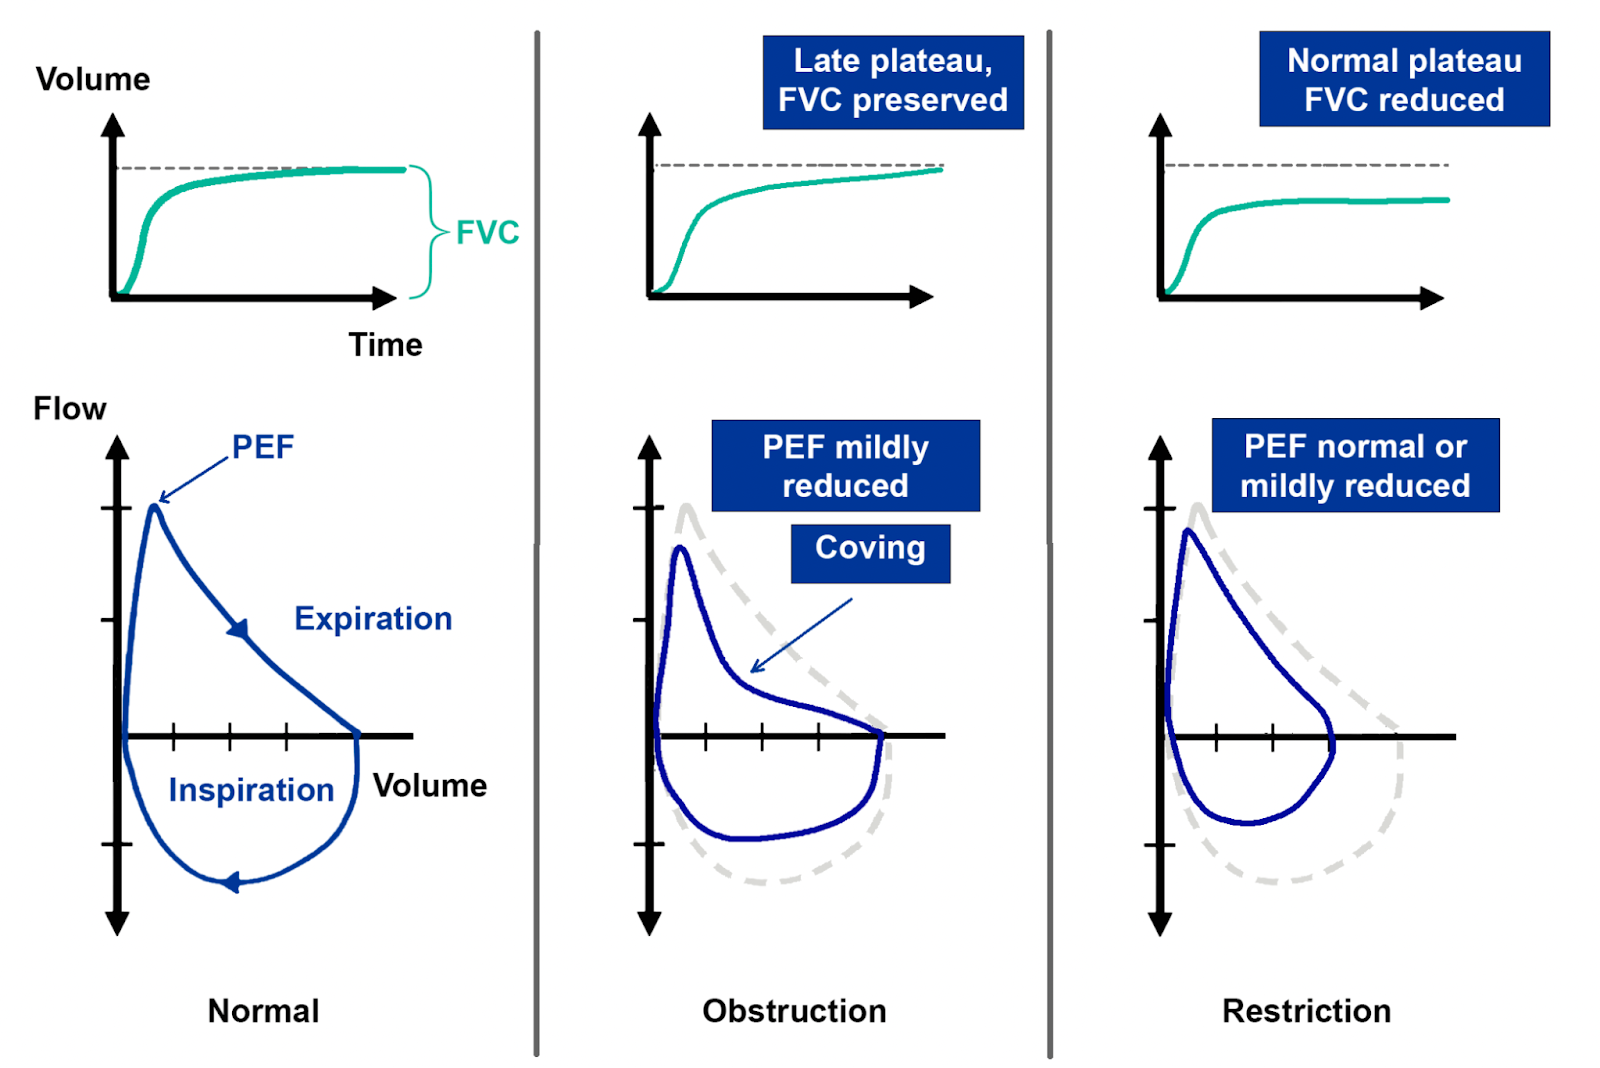 Volume
FVC
Time
Late plateau,
FVC preserved
Normal plateau
FVC reduced
Flow
PEF
Expiration
Inspiration
Volume
PEF mildly
reduced
Coving
PEF normal or
mildly reduced
Normal
Obstruction
Restriction